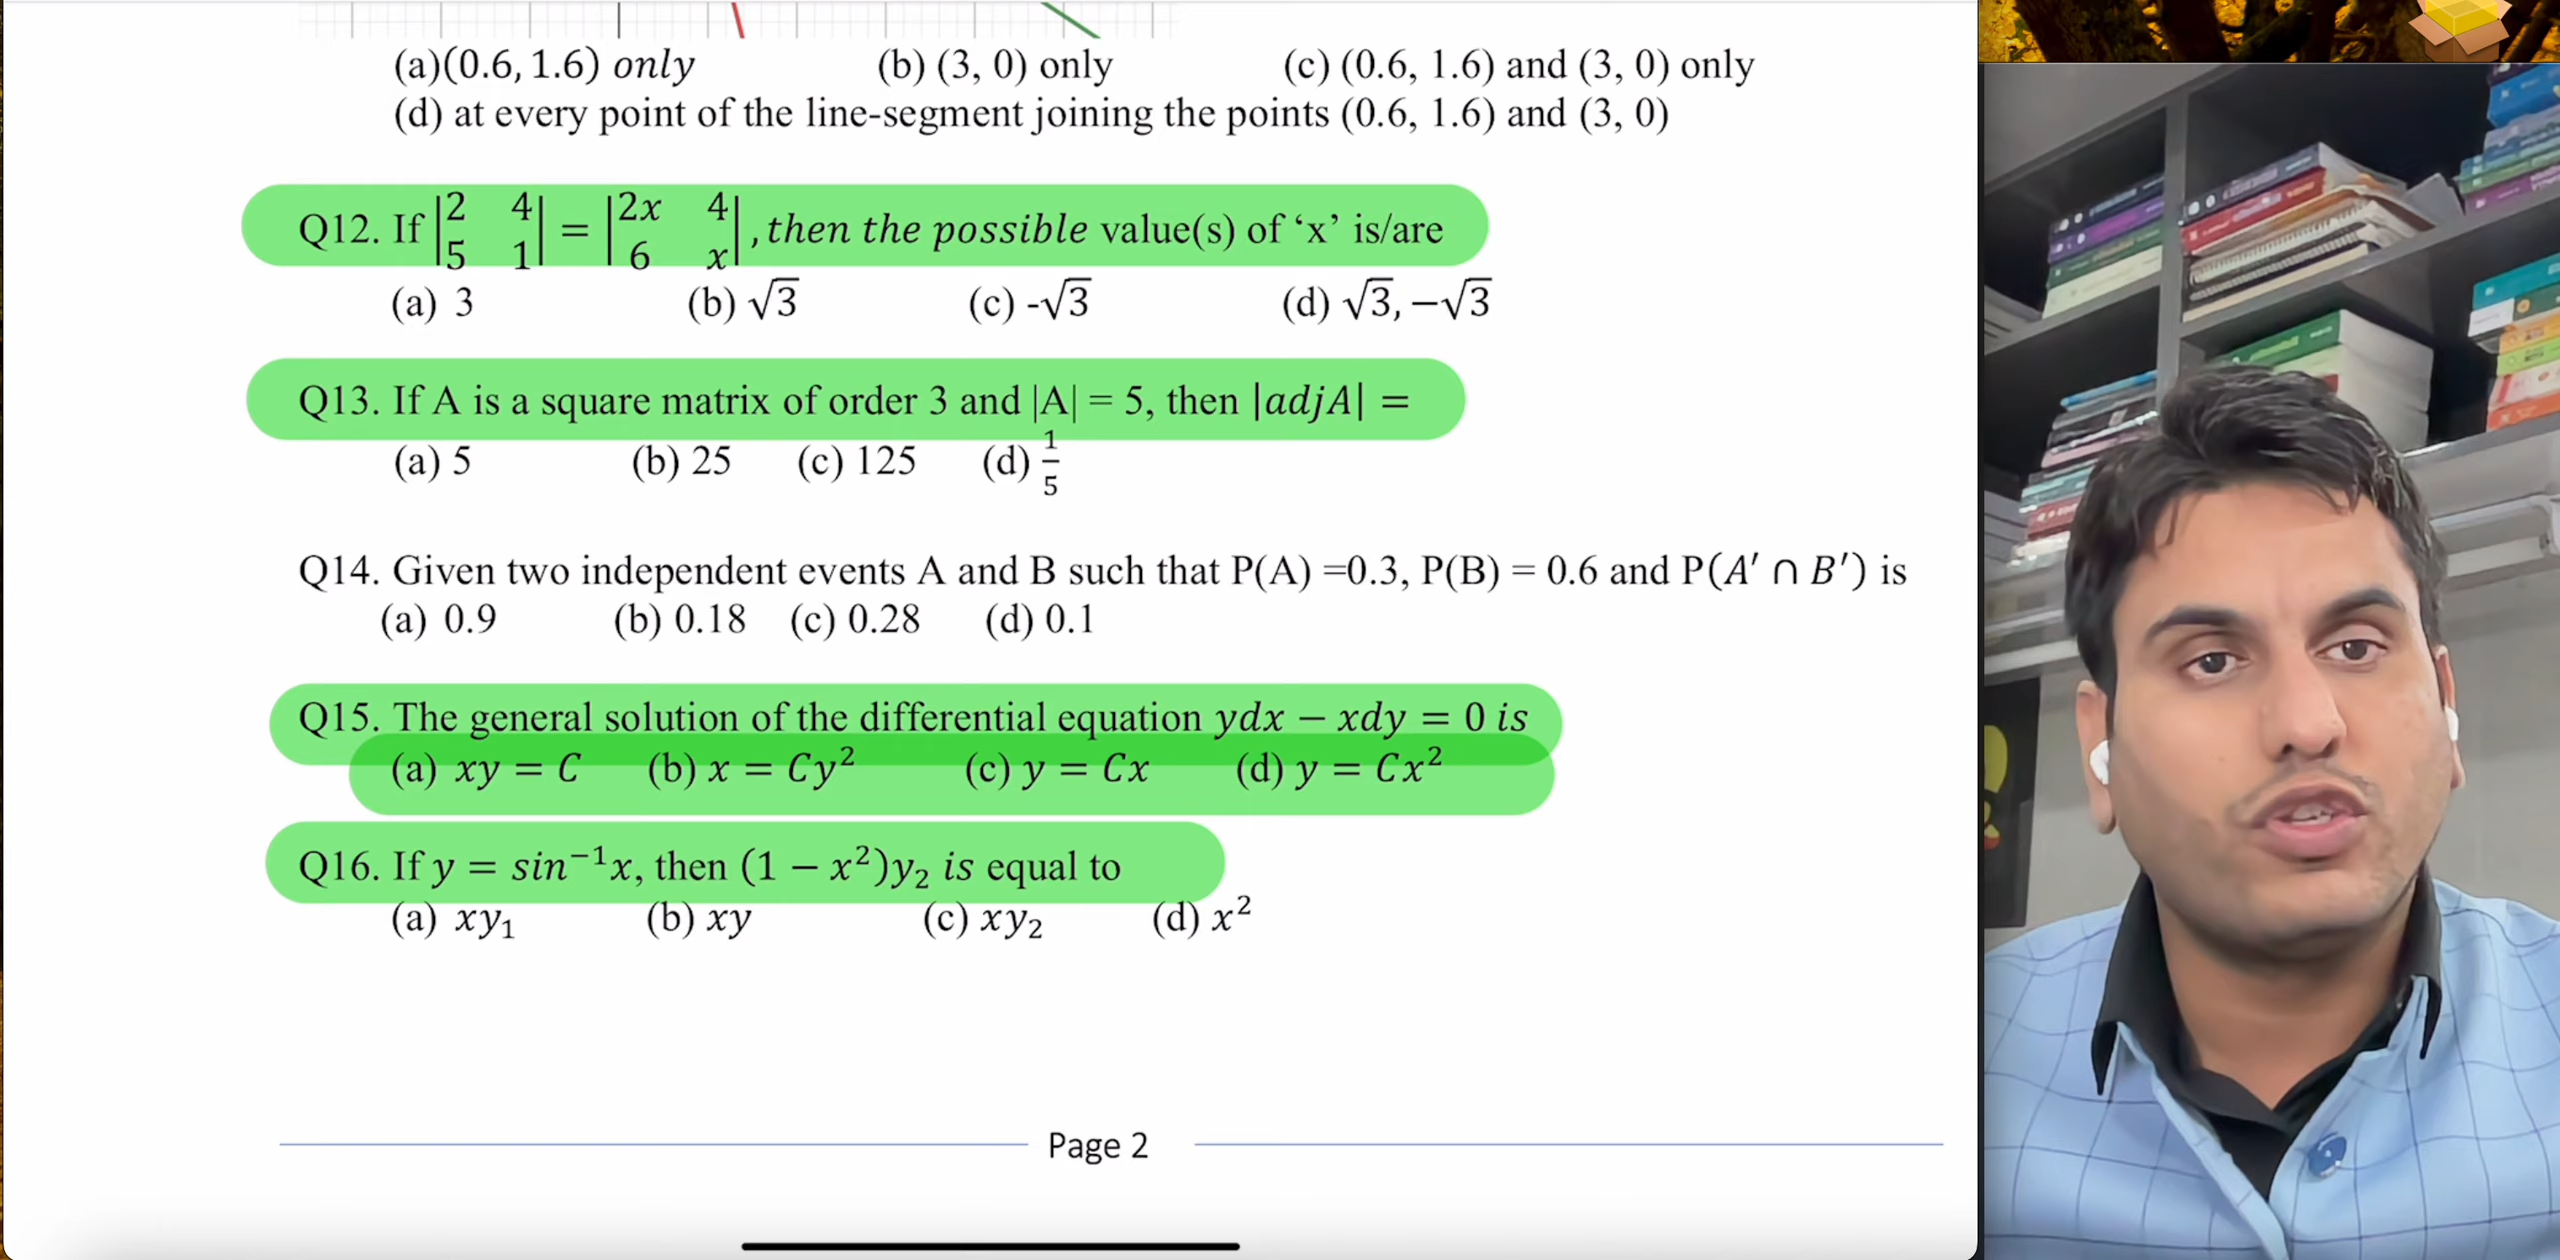 (a)(0.6, 1.6) only (b) (3, 0) only (c) (0.6, 1.6) and (3, 0) only
(d) at every point of the line-segment joining the points (0.6, 1.6) and (3, 0)
Q12. If |2 4; 5 1| = |2x 4; 6 x|, then the possible value(s) of ‘x’ is/are
(a) 3 (b) √3 (c) -√3 (d) √3, −√3
Q13. If A is a square matrix of order 3 and |A| = 5, then |adjA| =
(a) 5 (b) 25 (c) 125 (d) 1/5
Q14. Given two independent events A and B such that P(A) =0.3, P(B) = 0.6 and P(A′ ∩ B′) is
(a) 0.9 (b) 0.18 (c) 0.28 (d) 0.1
Q15. The general solution of the differential equation ydx − xdy = 0 is
(a) xy = C (b) x = Cy² (c) y = Cx (d) y = Cx²
Q16. If y = sin⁻¹x, then (1 − x²)y₂ is equal to
(a) xy₁ (b) xy (c) xy₂ (d) x²
Page 2